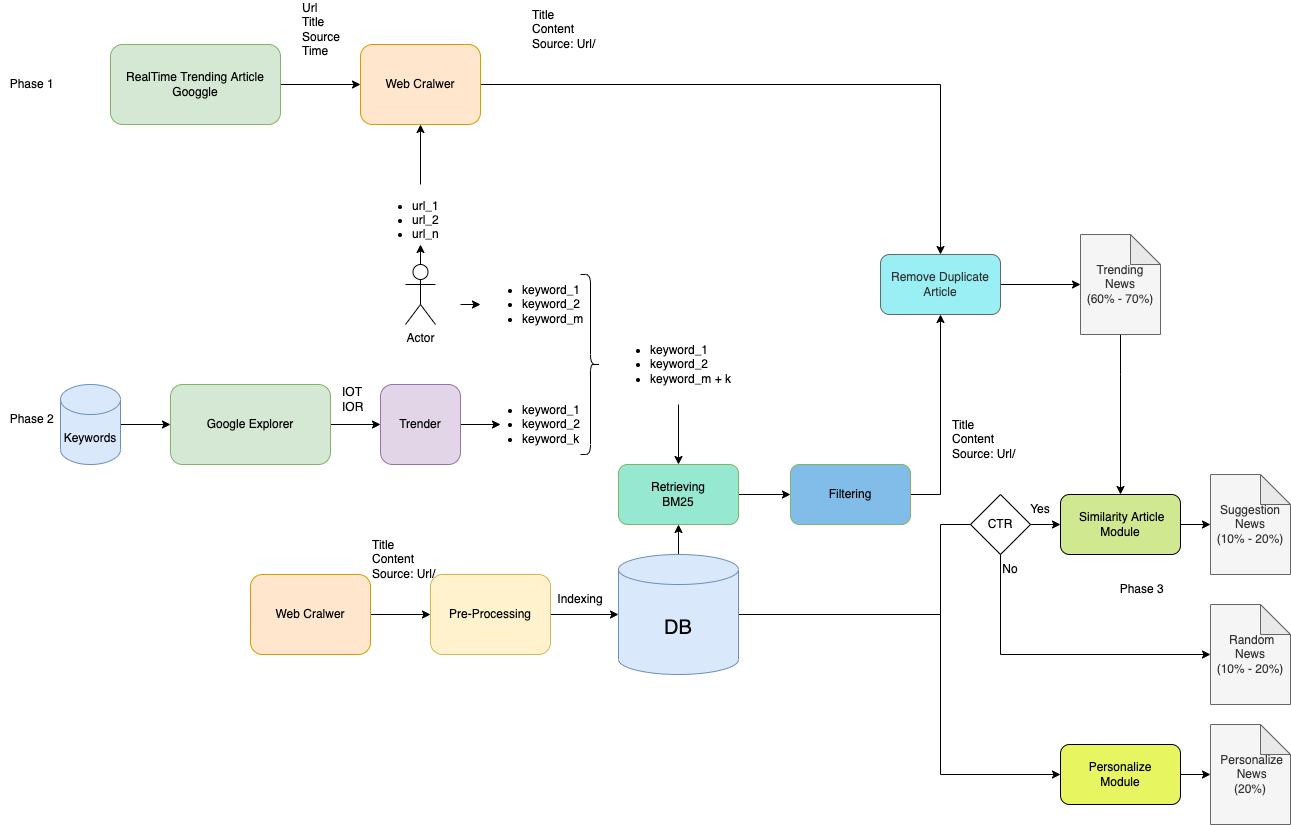 Url
Title
Source
Time
Title
Content
Source: Url/
Phase 1
RealTime Trending Article
Googgle
Web Cralwer
url_1
url_2
url_n
Actor
keyword_1
keyword_2
keyword_m
Remove Duplicate
Article
Trending
News
(60% - 70%)
keyword_1
keyword_2
keyword_m + k
Phase 2
Keywords
Google Explorer
IOT
IOR
Trender
keyword_1
keyword_2
keyword_k
Title
Content
Source: Url/
Retrieving
BM25
Filtering
CTR
Yes
No
Similarity Article
Module
Suggestion
News
(10% - 20%)
Phase 3
Title
Content
Source: Url/
Web Cralwer
Pre-Processing
Indexing
DB
Random
News
(10% - 20%)
Personalize
Module
Personalize
News
(20%)